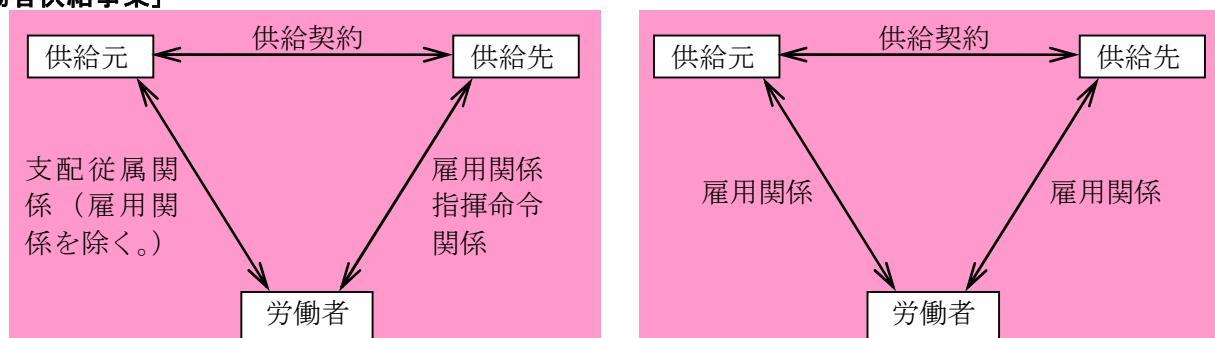 働者供給事業]
供給契約
供給元
供給先
支配従属関
係（雇用関
係を除く。）
雇用関係
指揮命令
関係
労働者
供給契約
供給元
供給先
雇用関係
雇用関係
労働者